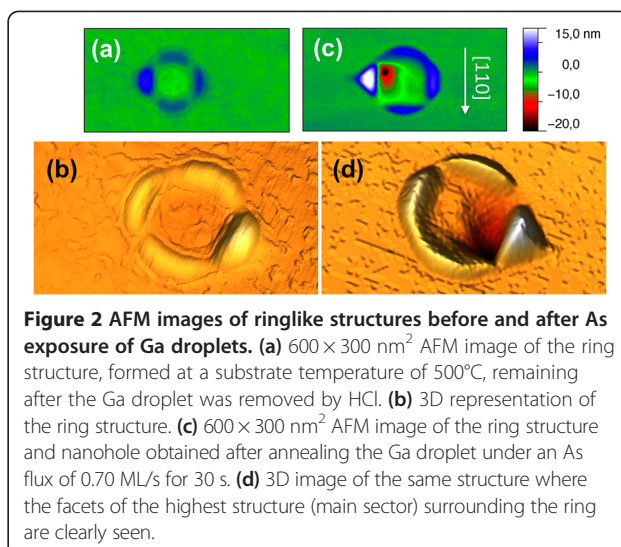 (a)
(c)
[110]
15,0 nm
0,0
−10,0
−20,0
(b)
(d)
Figure 2 AFM images of ringlike structures before and after As
exposure of Ga droplets. (a) 600 × 300 nm² AFM image of the ring
structure, formed at a substrate temperature of 500°C, remaining
after the Ga droplet was removed by HCl. (b) 3D representation of
the ring structure. (c) 600 × 300 nm² AFM image of the ring structure
and nanohole obtained after annealing the Ga droplet under an As
flux of 0.70 ML/s for 30 s. (d) 3D image of the same structure where
the facets of the highest structure (main sector) surrounding the ring
are clearly seen.